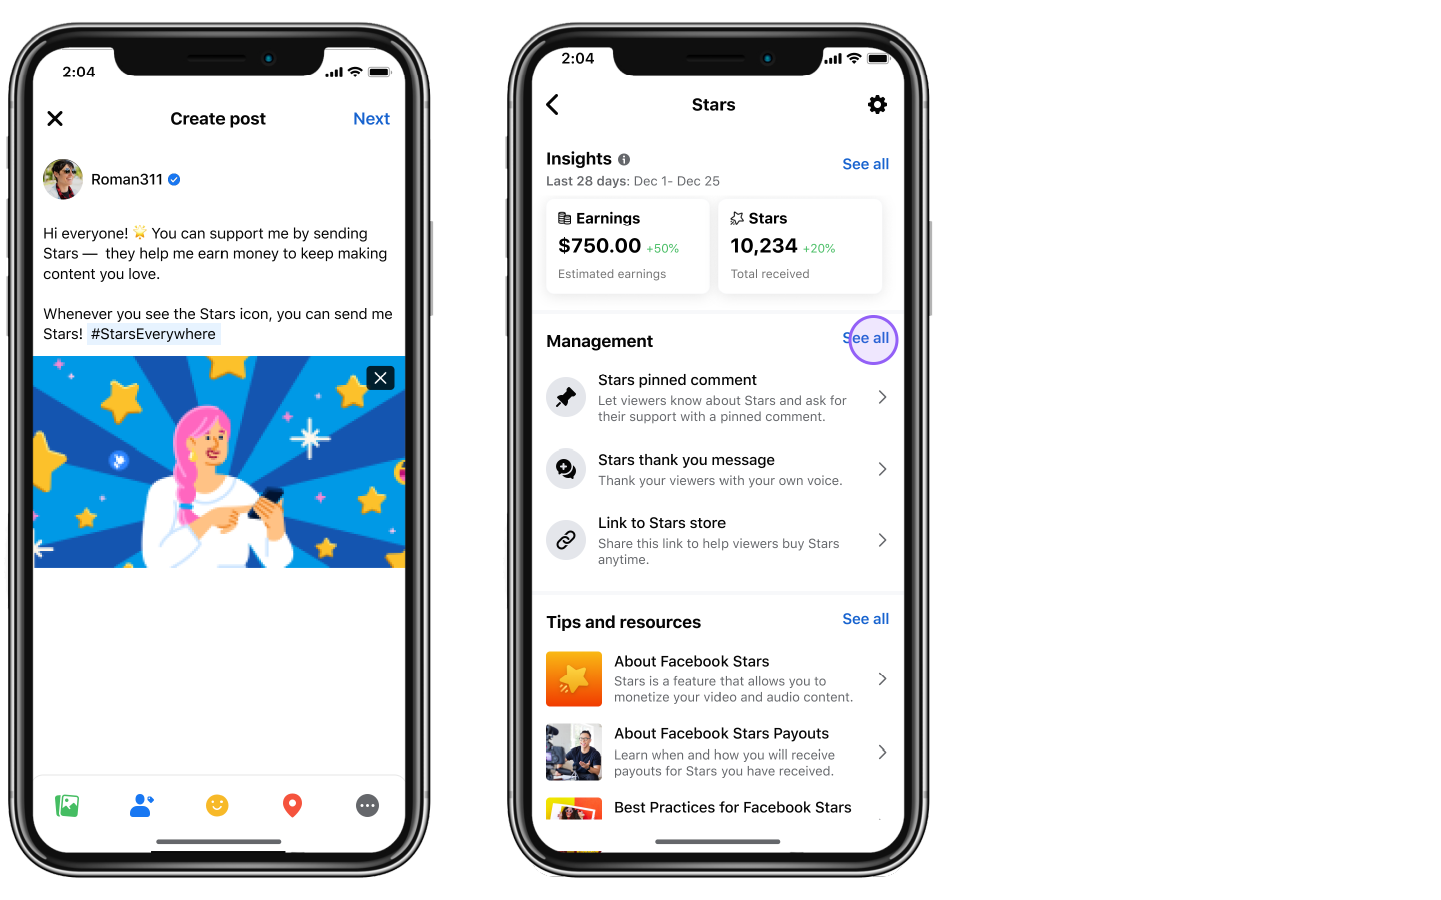 2:04
Create post
Next
Roman311
Hi everyone! 🌟 You can support me by sending
Stars — they help me earn money to keep making
content you love.
Whenever you see the Stars icon, you can send me
Stars! #StarsEverywhere
2:04
Stars
Insights
See all
Last 28 days: Dec 1- Dec 25
Earnings
$750.00 +50%
Estimated earnings
Stars
10,234 +20%
Total received
Management
See all
Stars pinned comment
Let viewers know about Stars and ask for
their support with a pinned comment.
Stars thank you message
Thank your viewers with your own voice.
Link to Stars store
Share this link to help viewers buy Stars
anytime.
Tips and resources
See all
About Facebook Stars
Stars is a feature that allows you to
monetize your video and audio content.
About Facebook Stars Payouts
Learn when and how you will receive
payouts for Stars you have received.
Best Practices for Facebook Stars